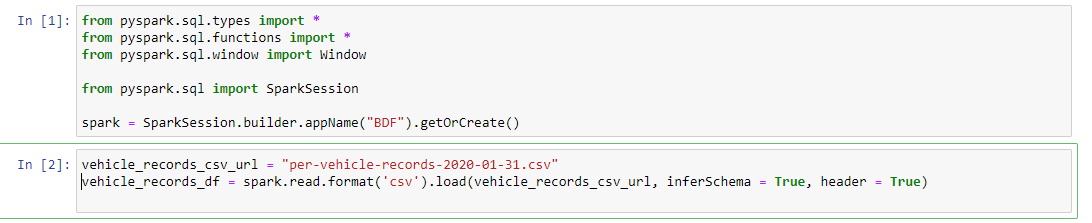 In [1]: from pyspark.sql.types import *
from pyspark.sql.functions import *
from pyspark.sql.window import Window
from pyspark.sql import SparkSession
spark = SparkSession.builder.appName("BDF").getOrCreate()
In [2]: vehicle_records_csv_url = "per-vehicle-records-2020-01-31.csv"
vehicle_records_df = spark.read.format('csv').load(vehicle_records_csv_url, inferSchema = True, header = True)